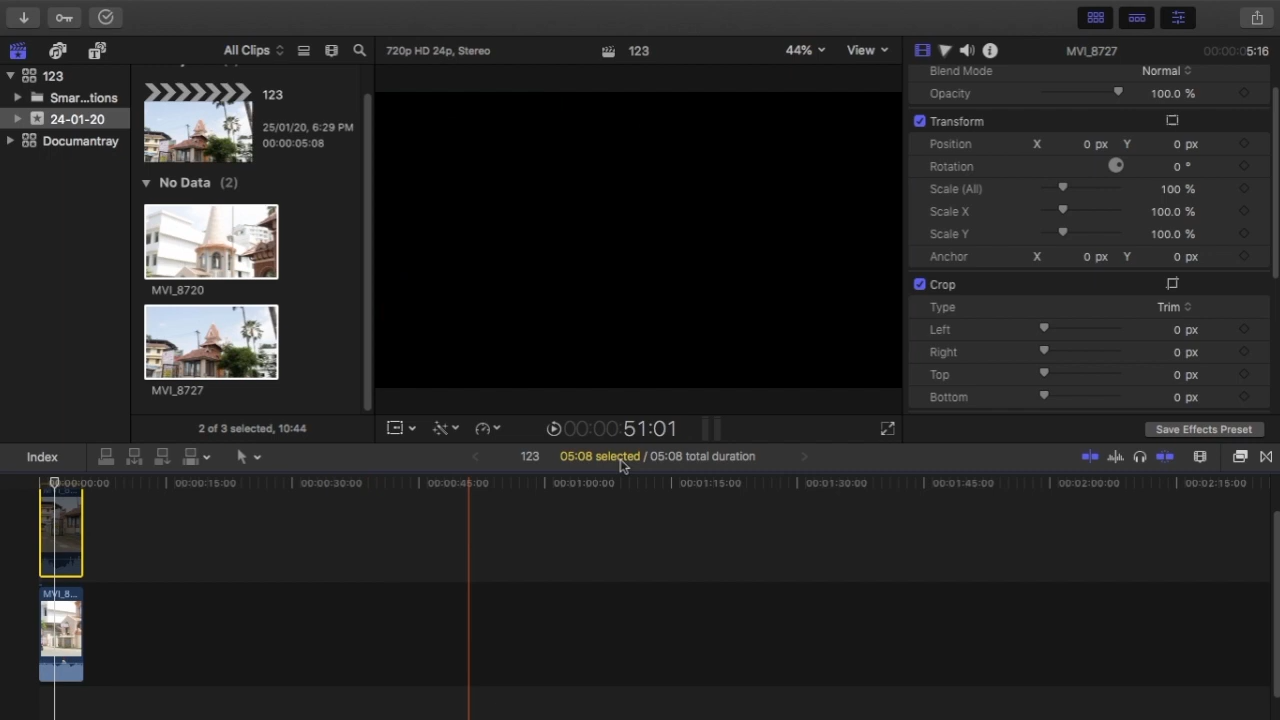 All Clips
720p HD 24p, Stereo
123
44%
View
MVI_8727
00:00:05:16
123
Smar...tions
24-01-20
Documantray
123
25/01/20, 6:29 PM
00:00:05:08
No Data (2)
MVI_8720
MVI_8727
2 of 3 selected, 10:44
Blend Mode Normal
Opacity 100.0 %
Transform
Position X 0 px Y 0 px
Rotation 0 °
Scale (All) 100 %
Scale X 100.0 %
Scale Y 100.0 %
Anchor X 0 px Y 0 px
Crop
Type Trim
Left 0 px
Right 0 px
Top 0 px
Bottom 0 px
00:00:51:01
Save Effects Preset
Index
123
05:08 selected / 05:08 total duration
00:00:00:00 00:00:15:00 00:00:30:00 00:00:45:00 00:01:00:00 00:01:15:00 00:01:30:00 00:01:45:00 00:02:00:00 00:02:15:00
MVI_8...